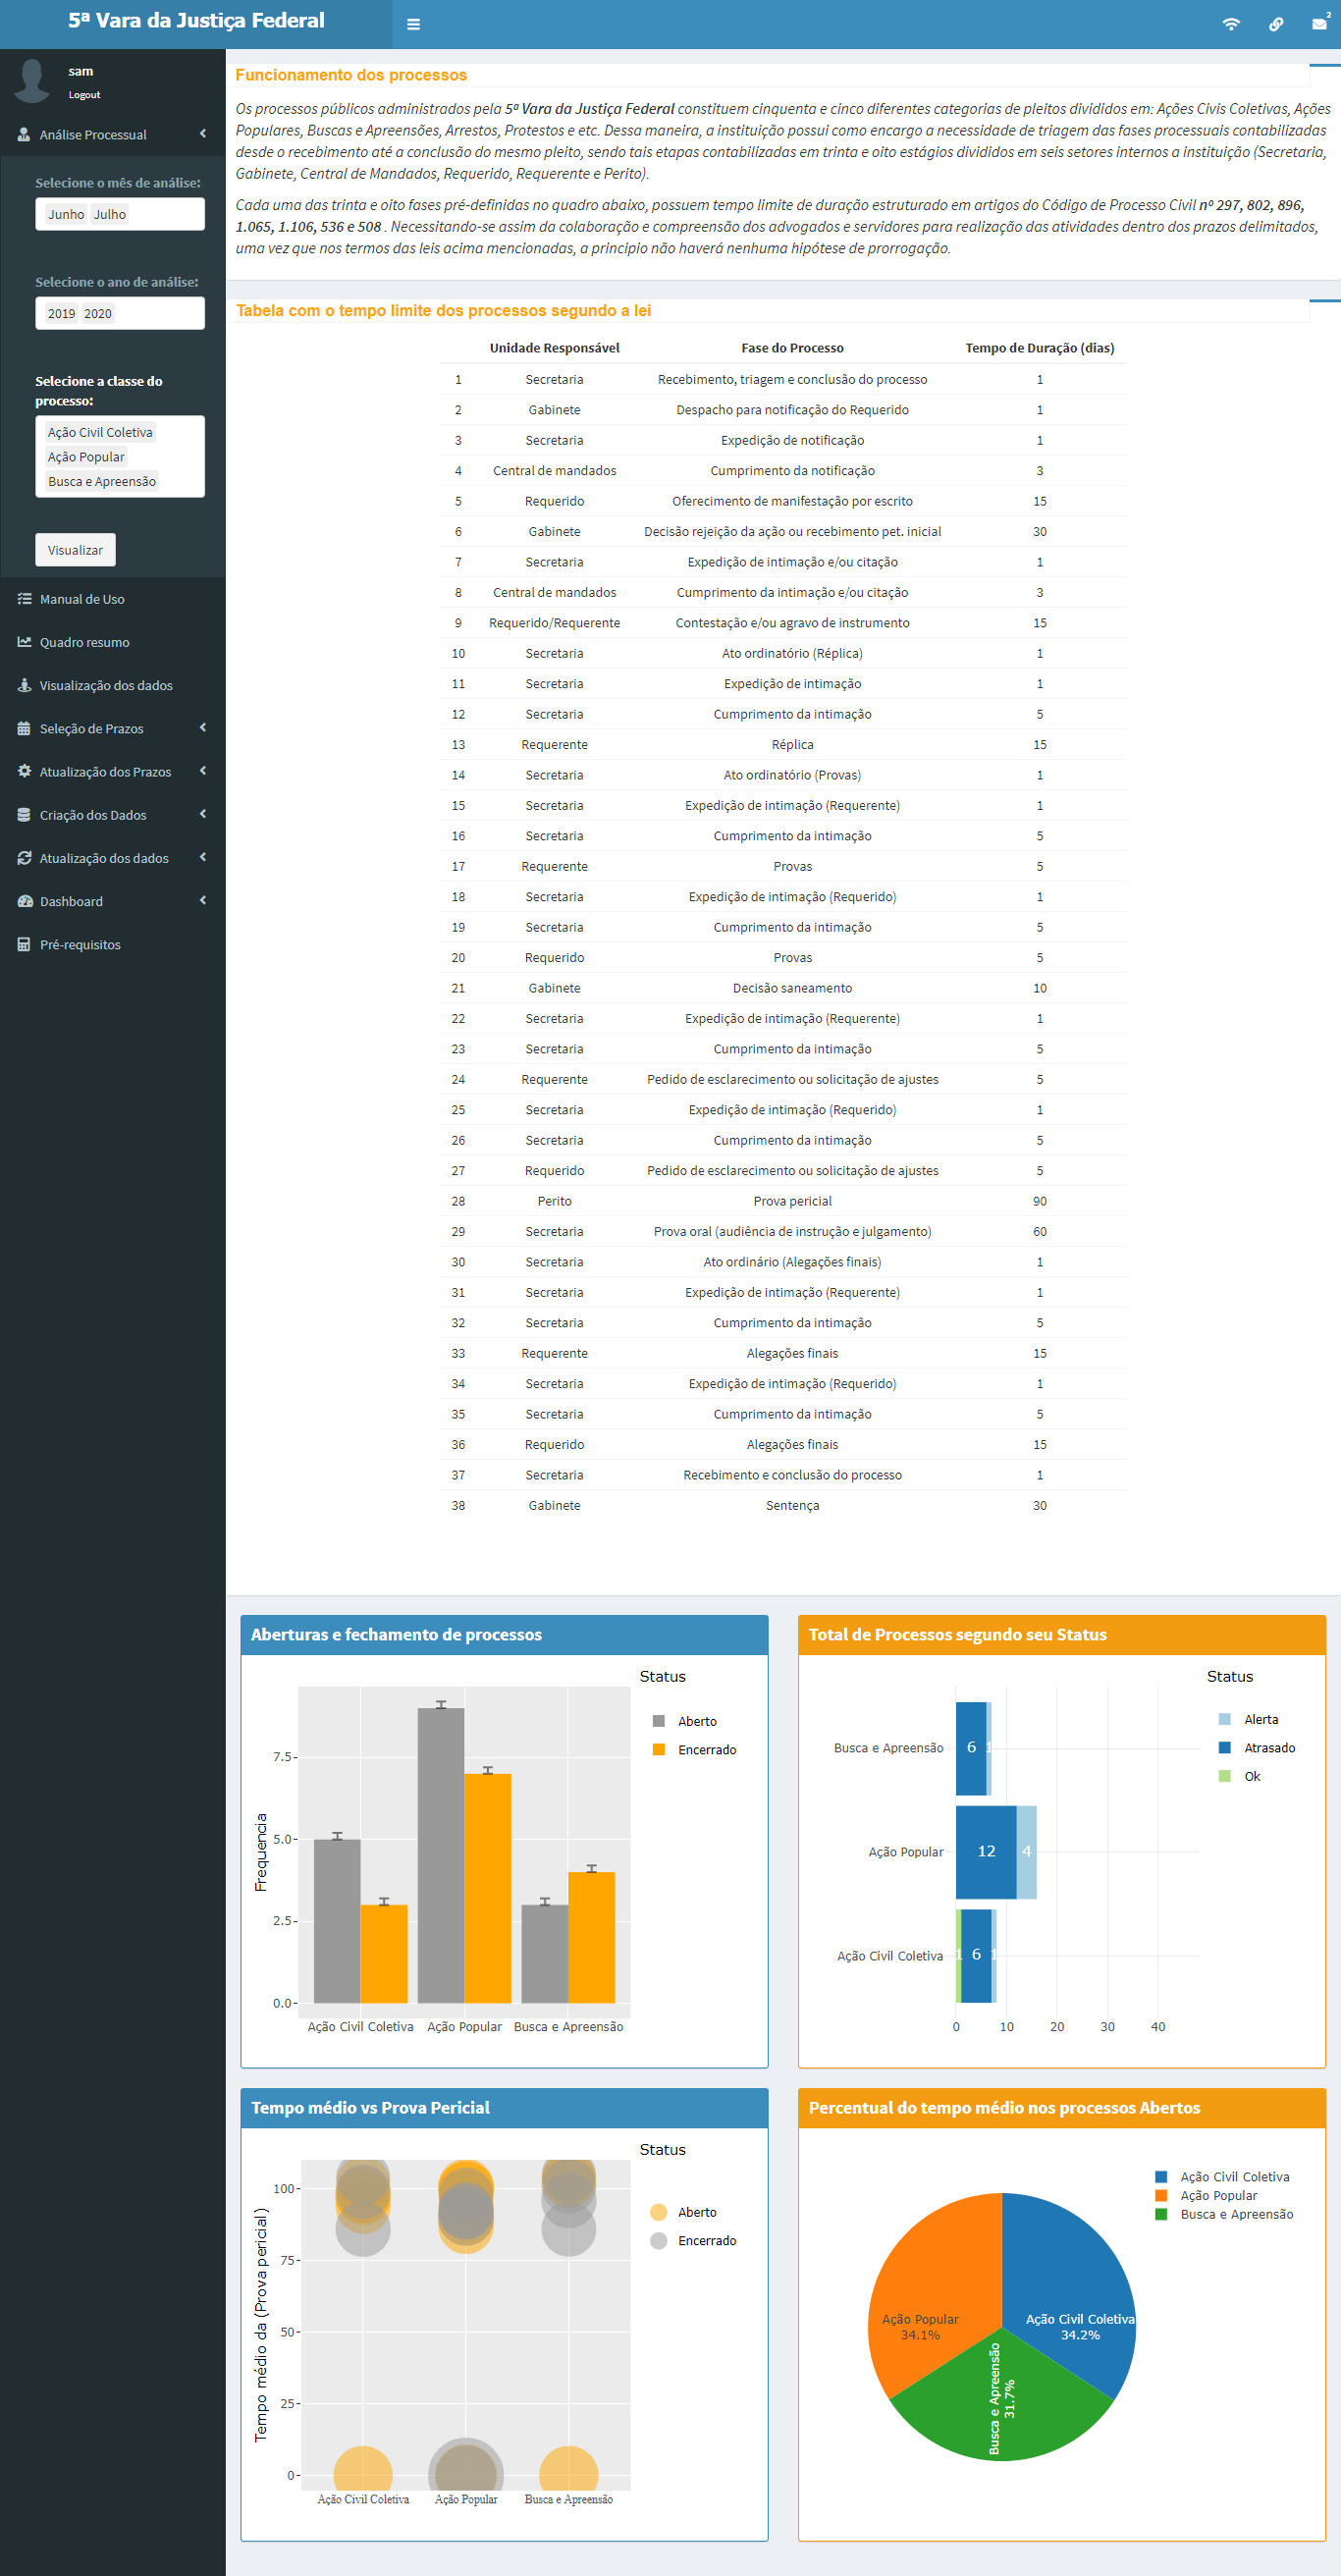 5ª Vara da Justiça Federal
2
sam
Logout
Análise Processual
Selecione o mês de análise:
Junho Julho
Selecione o ano de análise:
2019 2020
Selecione a classe do
processo:
Ação Civil Coletiva
Ação Popular
Busca e Apreensão
Visualizar
Manual de Uso
Quadro resumo
Visualização dos dados
Seleção de Prazos
Atualização dos Prazos
Criação dos Dados
Atualização dos dados
Dashboard
Pré-requisitos
Funcionamento dos processos
Os processos públicos administrados pela 5ª Vara da Justiça Federal constituem cinquenta e cinco diferentes categorias de pleitos divididos em: Ações Civis Coletivas, Ações
Populares, Buscas e Apreensões, Arrestos, Protestos e etc. Dessa maneira, a instituição possui como encargo a necessidade de triagem das fases processuais contabilizadas
desde o recebimento até a conclusão do mesmo pleito, sendo tais etapas contabilizadas em trinta e oito estágios divididos em seis setores internos a instituição (Secretaria,
Gabinete, Central de Mandados, Requerido, Requerente e Perito).
Cada uma das trinta e oito fases pré-definidas no quadro abaixo, possuem tempo limite de duração estruturado em artigos do Código de Processo Civil nº 297, 802, 896,
1.065, 1.106, 536 e 508 . Necessitando-se assim da colaboração e compreensão dos advogados e servidores para realização das atividades dentro dos prazos delimitados,
uma vez que nos termos das leis acima mencionadas, a principio não haverá nenhuma hipótese de prorrogação.
Tabela com o tempo limite dos processos segundo a lei
Unidade Responsável Fase do Processo Tempo de Duração (dias)
1 Secretaria Recebimento, triagem e conclusão do processo 1
2 Gabinete Despacho para notificação do Requerido 1
3 Secretaria Expedição de notificação 1
4 Central de mandados Cumprimento da notificação 3
5 Requerido Oferecimento de manifestação por escrito 15
6 Gabinete Decisão rejeição da ação ou recebimento pet. inicial 30
7 Secretaria Expedição de intimação e/ou citação 1
8 Central de mandados Cumprimento da intimação e/ou citação 3
9 Requerido/Requerente Contestação e/ou agravo de instrumento 15
10 Secretaria Ato ordinatório (Réplica) 1
11 Secretaria Expedição de intimação 1
12 Secretaria Cumprimento da intimação 5
13 Requerente Réplica 15
14 Secretaria Ato ordinatório (Provas) 1
15 Secretaria Expedição de intimação (Requerente) 1
16 Secretaria Cumprimento da intimação 5
17 Requerente Provas 5
18 Secretaria Expedição de intimação (Requerido) 1
19 Secretaria Cumprimento da intimação 5
20 Requerido Provas 5
21 Gabinete Decisão saneamento 10
22 Secretaria Expedição de intimação (Requerente) 1
23 Secretaria Cumprimento da intimação 5
24 Requerente Pedido de esclarecimento ou solicitação de ajustes 5
25 Secretaria Expedição de intimação (Requerido) 1
26 Secretaria Cumprimento da intimação 5
27 Requerido Pedido de esclarecimento ou solicitação de ajustes 5
28 Perito Prova pericial 90
29 Secretaria Prova oral (audiência de instrução e julgamento) 60
30 Secretaria Ato ordinário (Alegações finais) 1
31 Secretaria Expedição de intimação (Requerente) 1
32 Secretaria Cumprimento da intimação 5
33 Requerente Alegações finais 15
34 Secretaria Expedição de intimação (Requerido) 1
35 Secretaria Cumprimento da intimação 5
36 Requerido Alegações finais 15
37 Secretaria Recebimento e conclusão do processo 1
38 Gabinete Sentença 30
Aberturas e fechamento de processos
Status
Aberto
Encerrado
Frequencia
7.5
5.0
2.5
0.0
Ação Civil Coletiva Ação Popular Busca e Apreensão
Total de Processos segundo seu Status
Status
Alerta
Atrasado
Ok
Busca e Apreensão 6 1
Ação Popular 12 4
Ação Civil Coletiva 1 6 1
0 10 20 30 40
Tempo médio vs Prova Pericial
Status
Aberto
Encerrado
Tempo médio da (Prova pericial)
100
75
50
25
0
Ação Civil Coletiva Ação Popular Busca e Apreensão
Percentual do tempo médio nos processos Abertos
Ação Civil Coletiva
Ação Popular
Busca e Apreensão
Ação Popular
34.1%
Ação Civil Coletiva
34.2%
Busca e Apreensão
31.7%